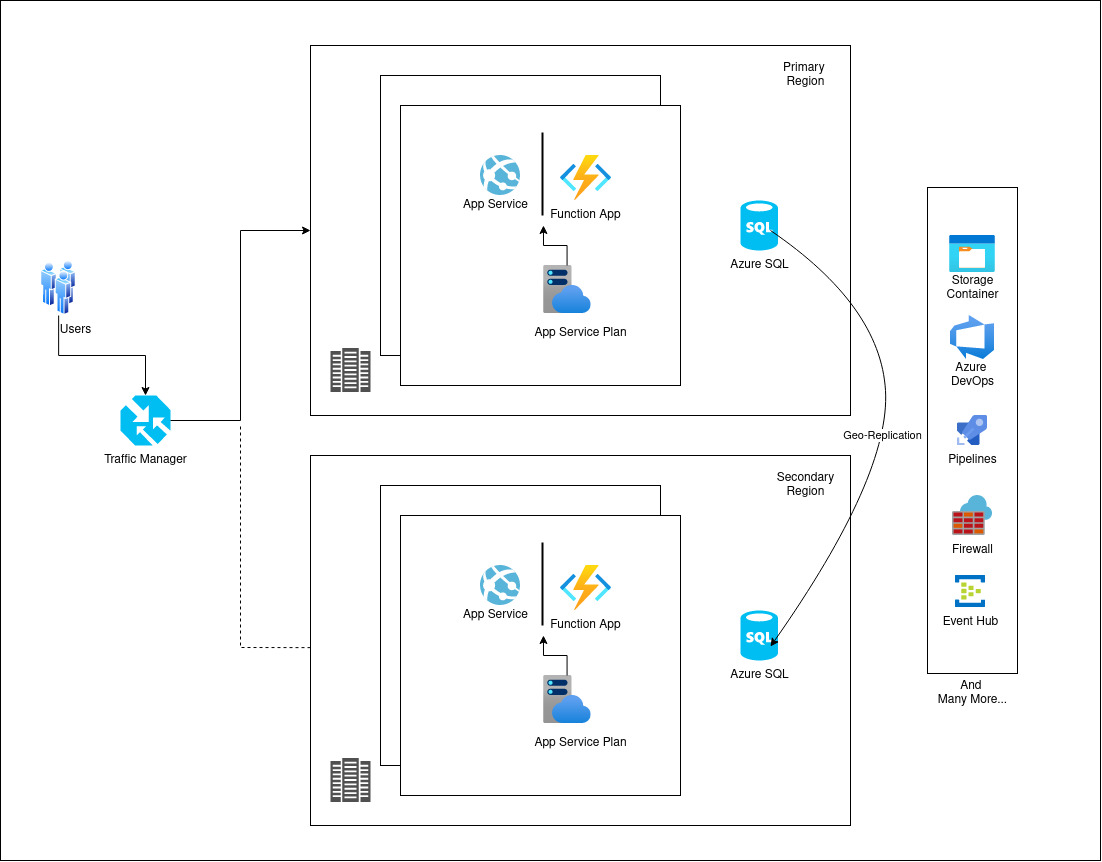 Users
Traffic Manager
Primary
Region
App Service
Function App
App Service Plan
SQL
Azure SQL
Geo-Replication
Secondary
Region
App Service
Function App
App Service Plan
SQL
Azure SQL
Storage
Container
Azure
DevOps
Pipelines
Firewall
Event Hub
And
Many More...